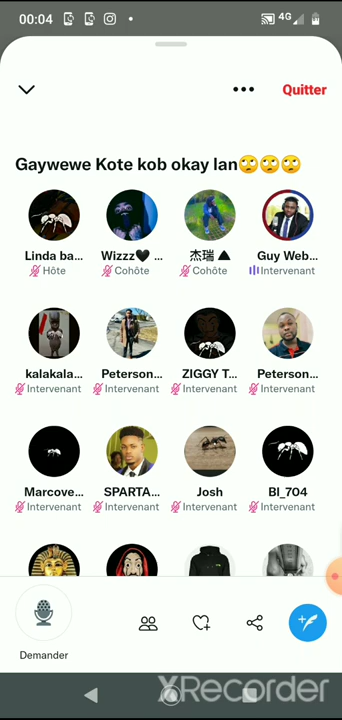 00:04
4G
Quitter
Gaywewe Kote kob okay lan🙄🙄🙄
Linda ba... Wizzz🖤 ... 杰瑞 ▲ Guy Web...
Hôte Cohôte Cohôte Intervenant
kalakala... Peterson... ZIGGY T... Peterson...
Intervenant Intervenant Intervenant Intervenant
Marcove... SPARTA... Josh BI_704
Intervenant Intervenant Intervenant Intervenant
Demander
XRecorder